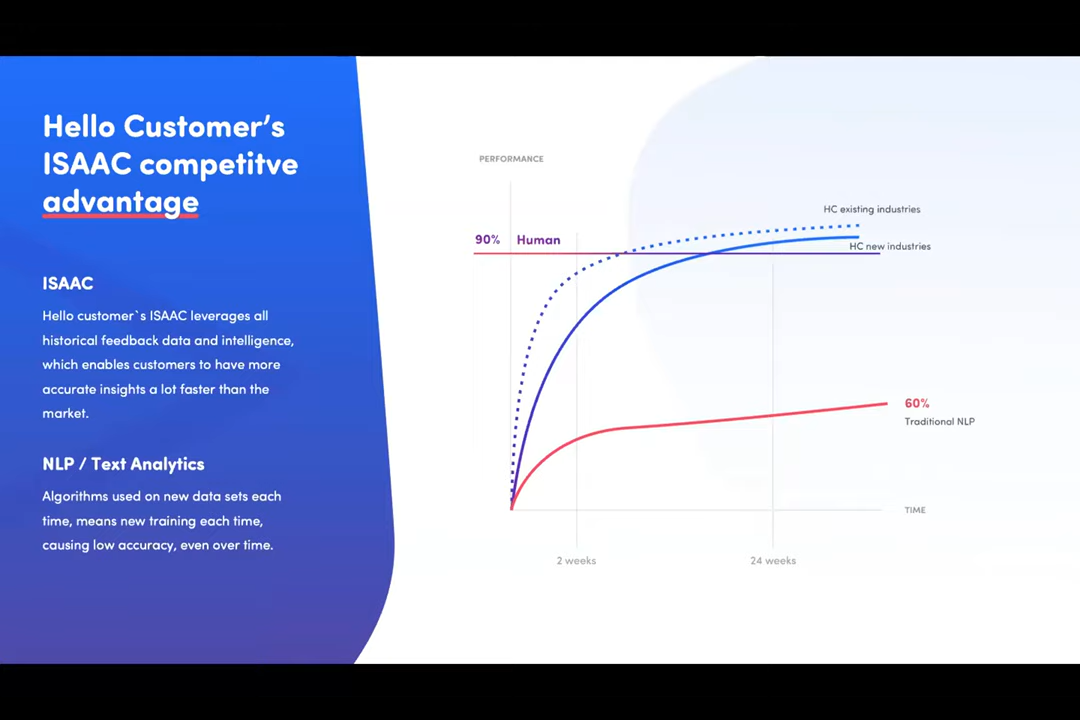 Hello Customer’s
ISAAC competitve
advantage
ISAAC
Hello customer`s ISAAC leverages all
historical feedback data and intelligence,
which enables customers to have more
accurate insights a lot faster than the
market.
NLP / Text Analytics
Algorithms used on new data sets each
time, means new training each time,
causing low accuracy, even over time.
PERFORMANCE
HC existing industries
90% Human
HC new industries
60%
Traditional NLP
TIME
2 weeks
24 weeks